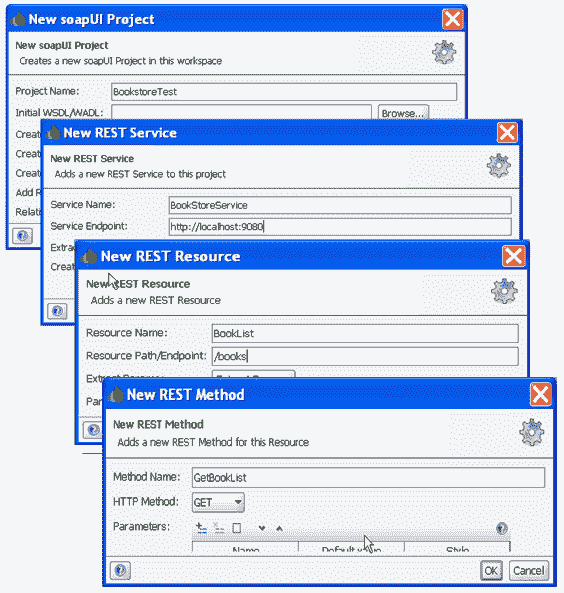 New soapUI Project
New soapUI Project
Creates a new soapUI Project in this workspace
Project Name: BookstoreTest
Initial WSDL/WADL: Browse...
Creat
Creat
Creat
Add R
Relati
New REST Service
New REST Service
Adds a new REST Service to this project
Service Name: BookStoreService
Service Endpoint: http://localhost:9080
Extra
Creat
New REST Resource
New REST Resource
Adds a new REST Resource
Resource Name: BookList
Resource Path/Endpoint: /books
Par
New REST Method
New REST Method
Adds a new REST Method for this Resource
Method Name: GetBookList
HTTP Method: GET
Parameters:
Name Default value Style
OK Cancel